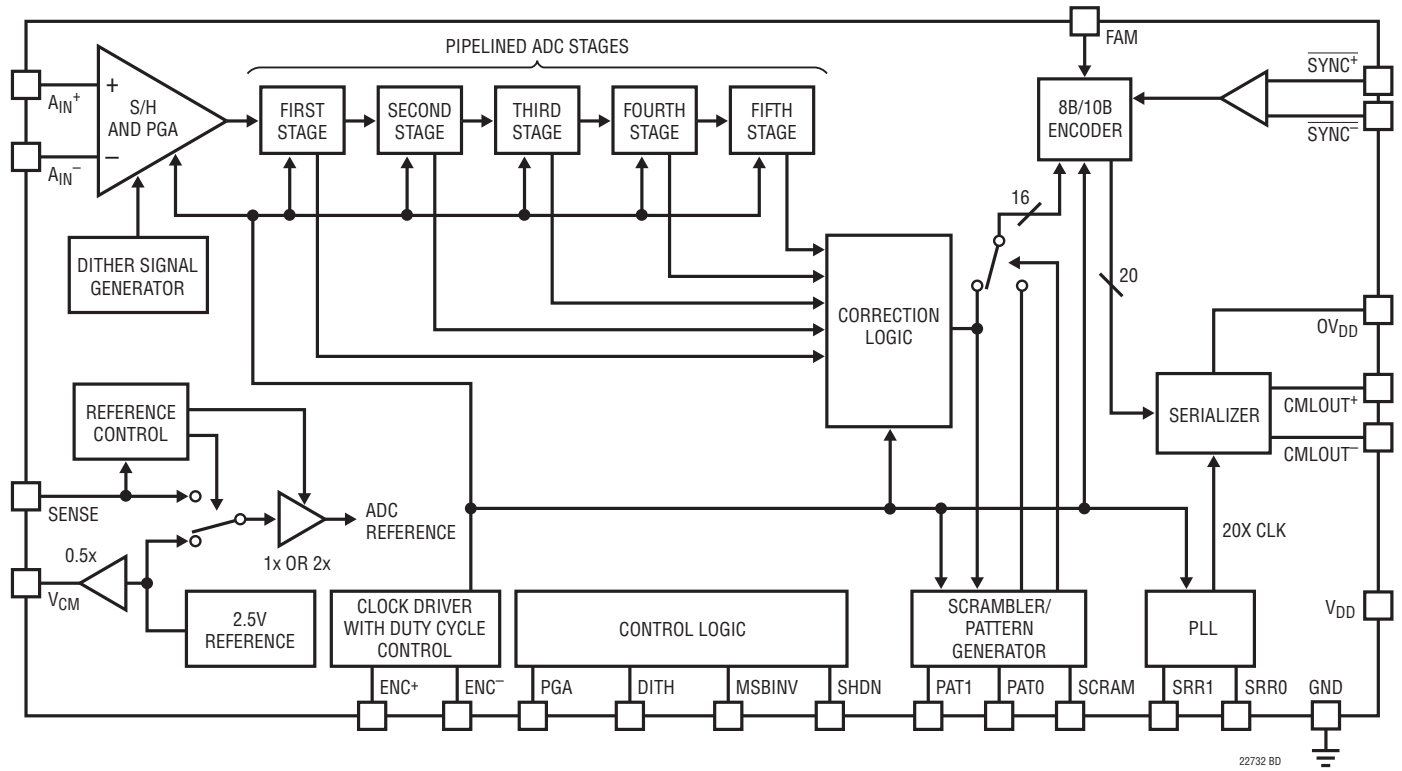 PIPELINED ADC STAGES
FAM
SYNC+
SYNC–
AIN+
AIN–
+
–
S/H
AND PGA
FIRST
STAGE
SECOND
STAGE
THIRD
STAGE
FOURTH
STAGE
FIFTH
STAGE
8B/10B
ENCODER
16
20
DITHER SIGNAL
GENERATOR
CORRECTION
LOGIC
OVDD
CMLOUT+
CMLOUT–
SERIALIZER
REFERENCE
CONTROL
SENSE
ADC
REFERENCE
1x OR 2x
0.5x
VCM
2.5V
REFERENCE
20X CLK
VDD
CLOCK DRIVER
WITH DUTY CYCLE
CONTROL
CONTROL LOGIC
SCRAMBLER/
PATTERN
GENERATOR
PLL
ENC+
ENC–
PGA
DITH
MSBINV
SHDN
PAT1
PAT0
SCRAM
SRR1
SRR0
GND
22732 BD